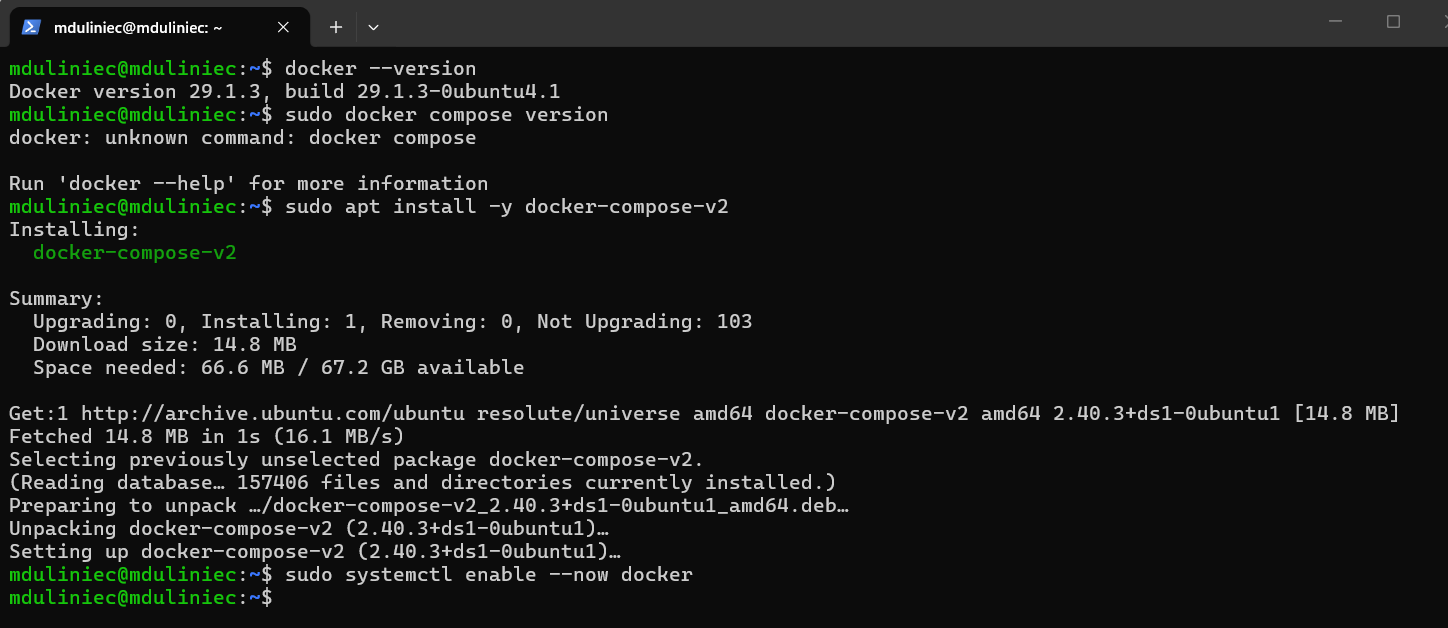 mduliniec@mduliniec: ~
mduliniec@mduliniec:~$ docker --version
Docker version 29.1.3, build 29.1.3-0ubuntu4.1
mduliniec@mduliniec:~$ sudo docker compose version
docker: unknown command: docker compose

Run 'docker --help' for more information
mduliniec@mduliniec:~$ sudo apt install -y docker-compose-v2
Installing:
  docker-compose-v2

Summary:
  Upgrading: 0, Installing: 1, Removing: 0, Not Upgrading: 103
  Download size: 14.8 MB
  Space needed: 66.6 MB / 67.2 GB available

Get:1 http://archive.ubuntu.com/ubuntu resolute/universe amd64 docker-compose-v2 amd64 2.40.3+ds1-0ubuntu1 [14.8 MB]
Fetched 14.8 MB in 1s (16.1 MB/s)
Selecting previously unselected package docker-compose-v2.
(Reading database… 157406 files and directories currently installed.)
Preparing to unpack …/docker-compose-v2_2.40.3+ds1-0ubuntu1_amd64.deb…
Unpacking docker-compose-v2 (2.40.3+ds1-0ubuntu1)…
Setting up docker-compose-v2 (2.40.3+ds1-0ubuntu1)…
mduliniec@mduliniec:~$ sudo systemctl enable --now docker
mduliniec@mduliniec:~$